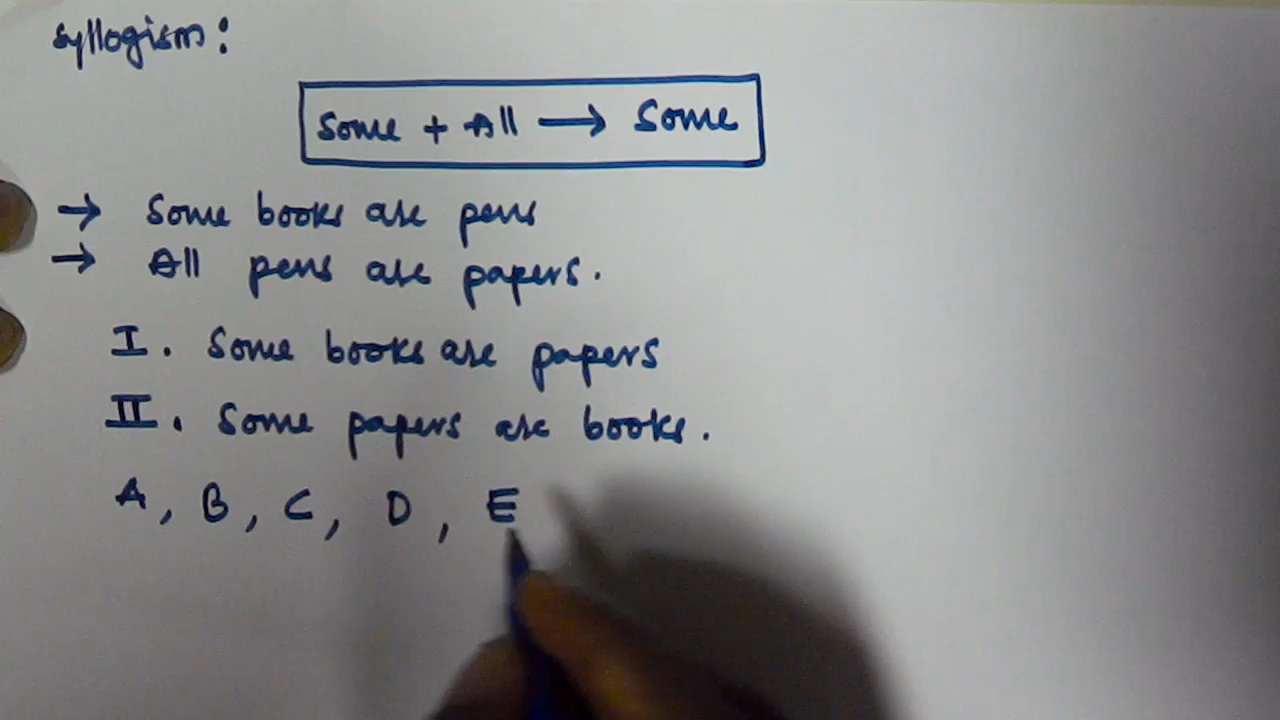 Syllogism:
Some + All → Some
→ Some books are pens
→ All pens are papers.
I. Some books are papers
II. Some papers are books.
A, B, C, D, E